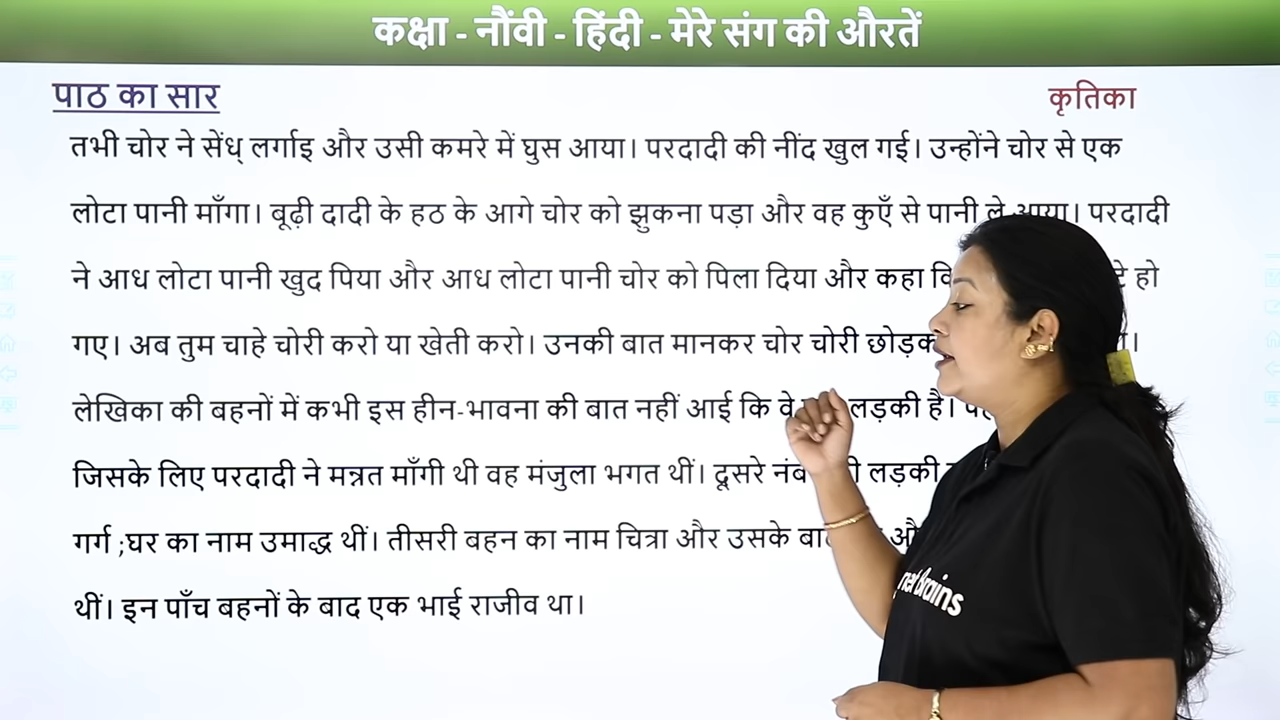 कक्षा - नौंवी - हिंदी - मेरे संग की औरतें
पाठ का सार
कृतिका
तभी चोर ने सेंध् लर्गाइ और उसी कमरे में घुस आया। परदादी की नींद खुल गई। उन्होंने चोर से एक
लोटा पानी माँगा। बूढ़ी दादी के हठ के आगे चोर को झुकना पड़ा और वह कुएँ से पानी ले आया। परदादी
ने आध लोटा पानी खुद पिया और आध लोटा पानी चोर को पिला दिया और कहा हो
गए। अब तुम चाहे चोरी करो या खेती करो। उनकी बात मानकर चोर चोरी
लेखिका की बहनों में कभी इस हीन-भावना की बात नहीं आई कि वे लड़की है।
जिसके लिए परदादी ने मन्नत माँगी थी वह मंजुला भगत थीं। दूसरे लड़की
गर्ग ;घर का नाम उमाद्ध थीं। तीसरी बहन का नाम चित्रा और उसके
थीं। इन पाँच बहनों के बाद एक भाई राजीव था।